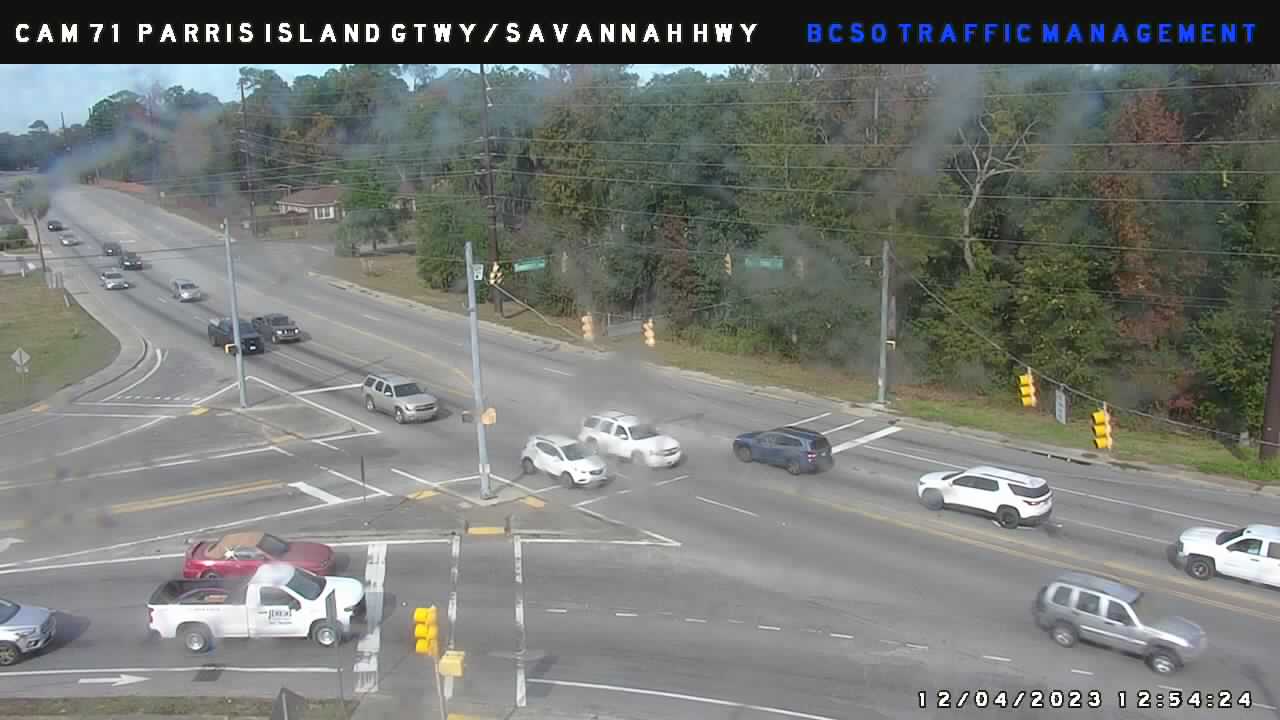 CAM 71 PARRIS ISLAND GTWY/SAVANNAH HWY BCSO TRAFFIC MANAGEMENT
12/04/2023 12:54:24